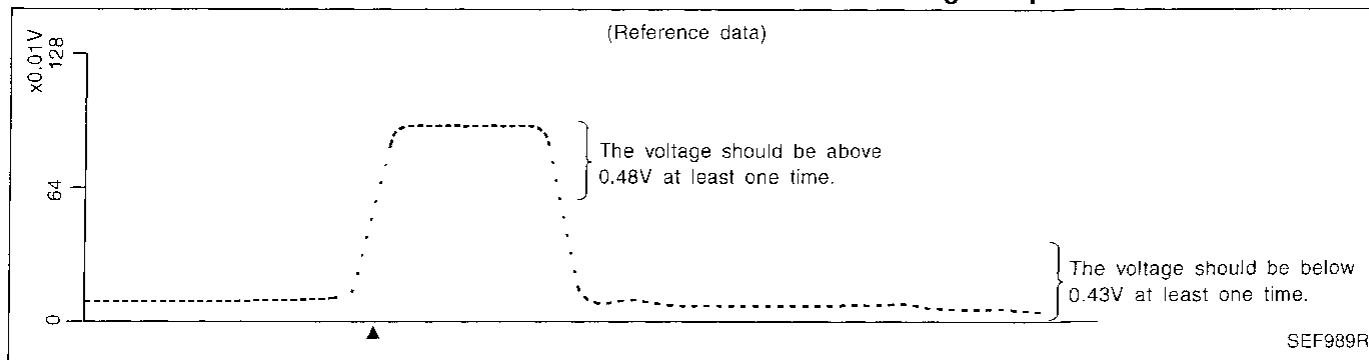 (Reference data)
x0.01V
128
64
0
The voltage should be above
0.48V at least one time.
The voltage should be below
0.43V at least one time.
SEF989R